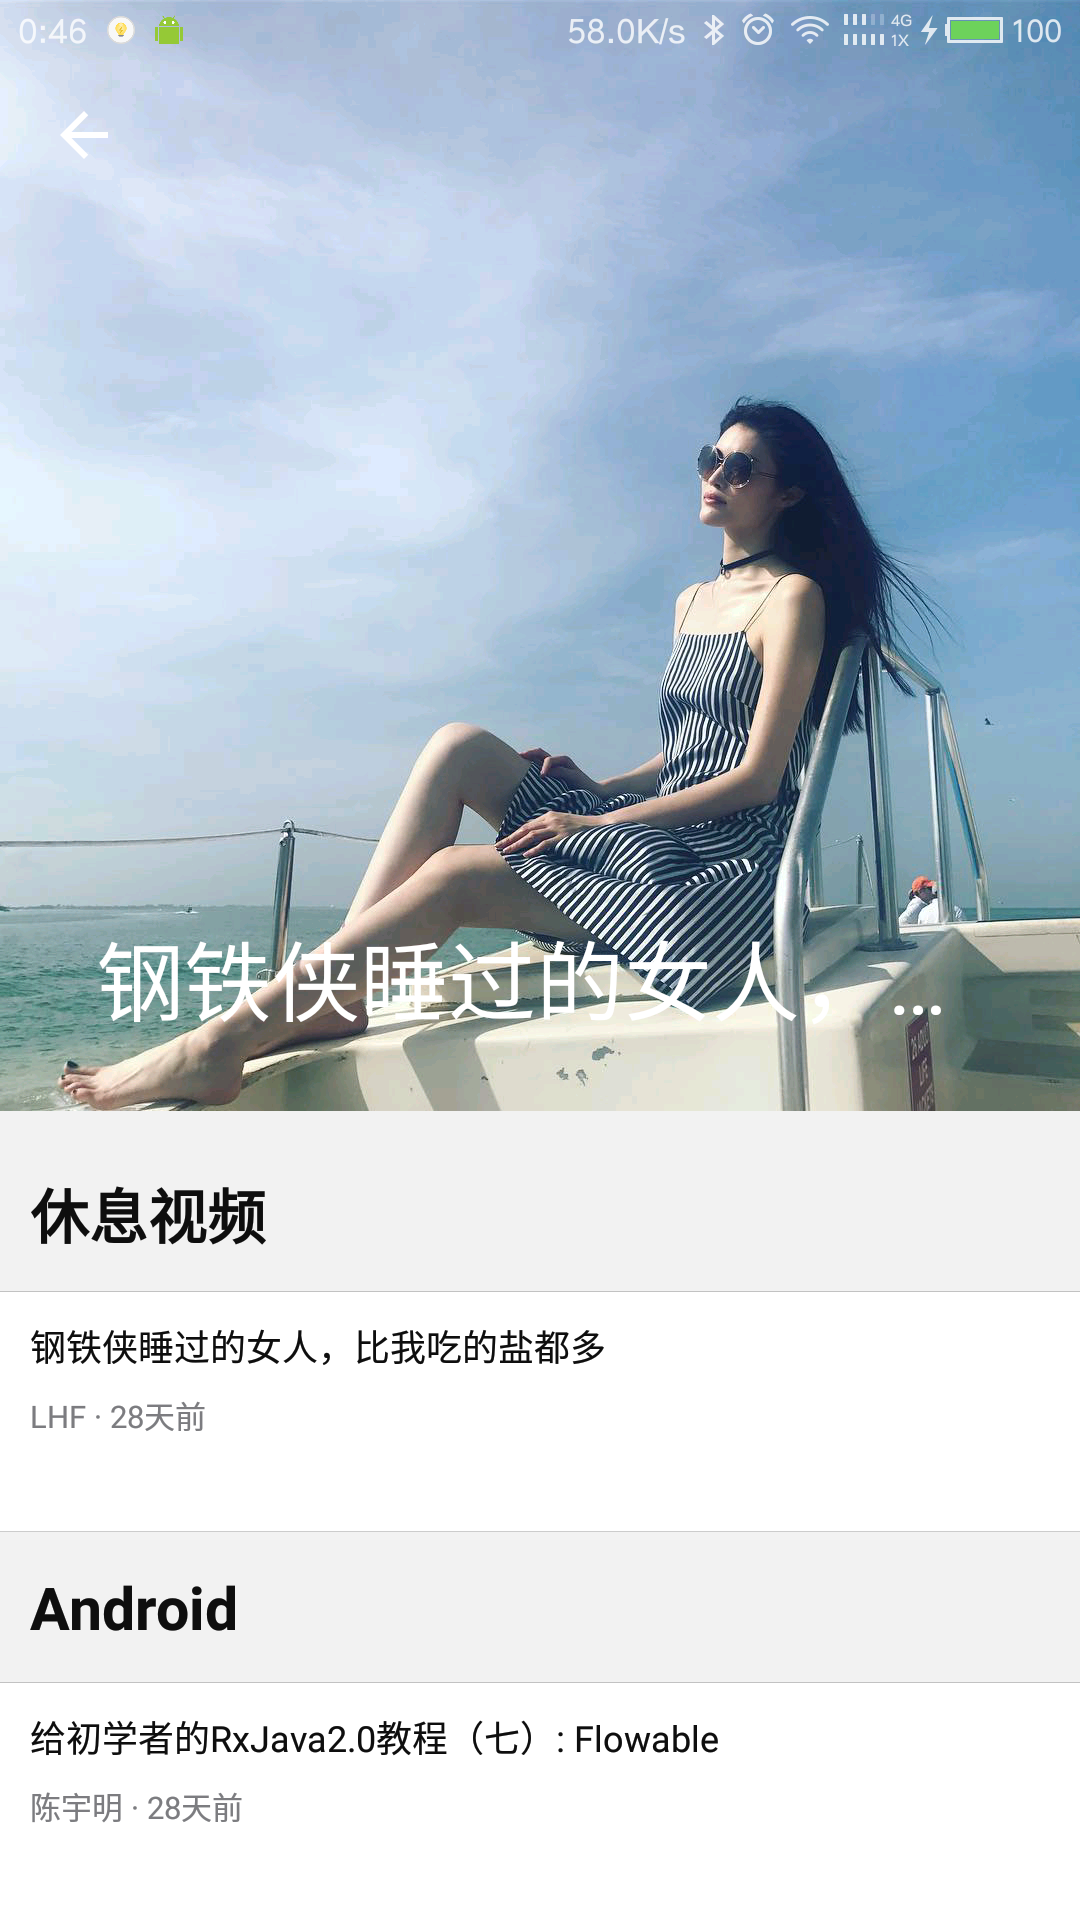 0:46 58.0K/s 4G 1X 100
钢铁侠睡过的女人，...
休息视频
钢铁侠睡过的女人，比我吃的盐都多
LHF · 28天前
Android
给初学者的RxJava2.0教程（七）: Flowable
陈宇明 · 28天前